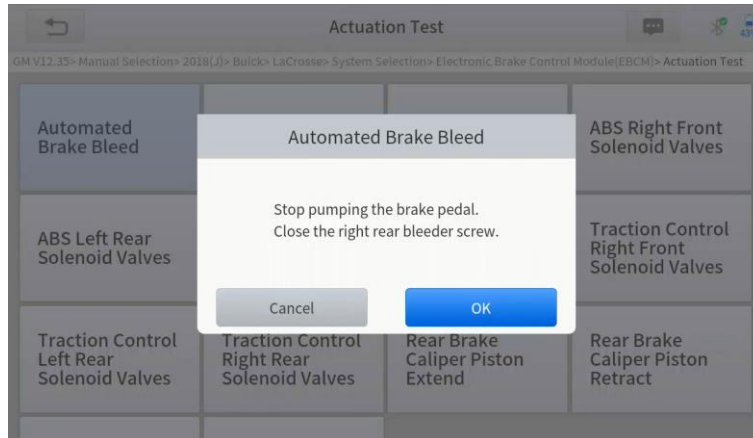 Actuation Test
43
GM V12.35> Manual Selection> 2018(J)> Buick> LaCrosse> System Selection> Electronic Brake Control Module(EBCM)> Actuation Test
Automated
Brake Bleed
ABS Right Front
Solenoid Valves
Automated Brake Bleed
Stop pumping the brake pedal.
Close the right rear bleeder screw.
Cancel
OK
ABS Left Rear
Solenoid Valves
Traction Control
Right Front
Solenoid Valves
Traction Control
Left Rear
Solenoid Valves
Traction Control
Right Rear
Solenoid Valves
Rear Brake
Caliper Piston
Extend
Rear Brake
Caliper Piston
Retract